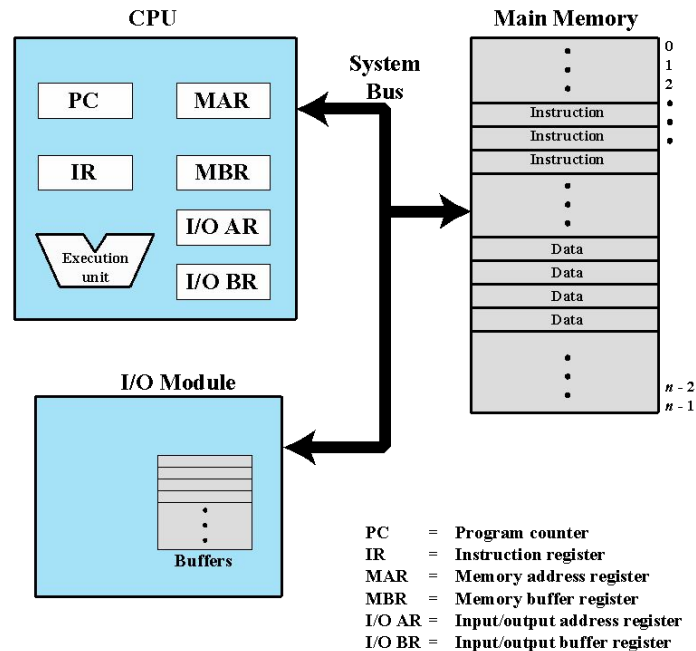 CPU
PC
MAR
IR
MBR
I/O AR
I/O BR
Execution
unit
System
Bus
Main Memory
0
1
2
Instruction
Instruction
Instruction
Data
Data
Data
Data
n - 2
n - 1
I/O Module
Buffers
PC = Program counter
IR = Instruction register
MAR = Memory address register
MBR = Memory buffer register
I/O AR = Input/output address register
I/O BR = Input/output buffer register